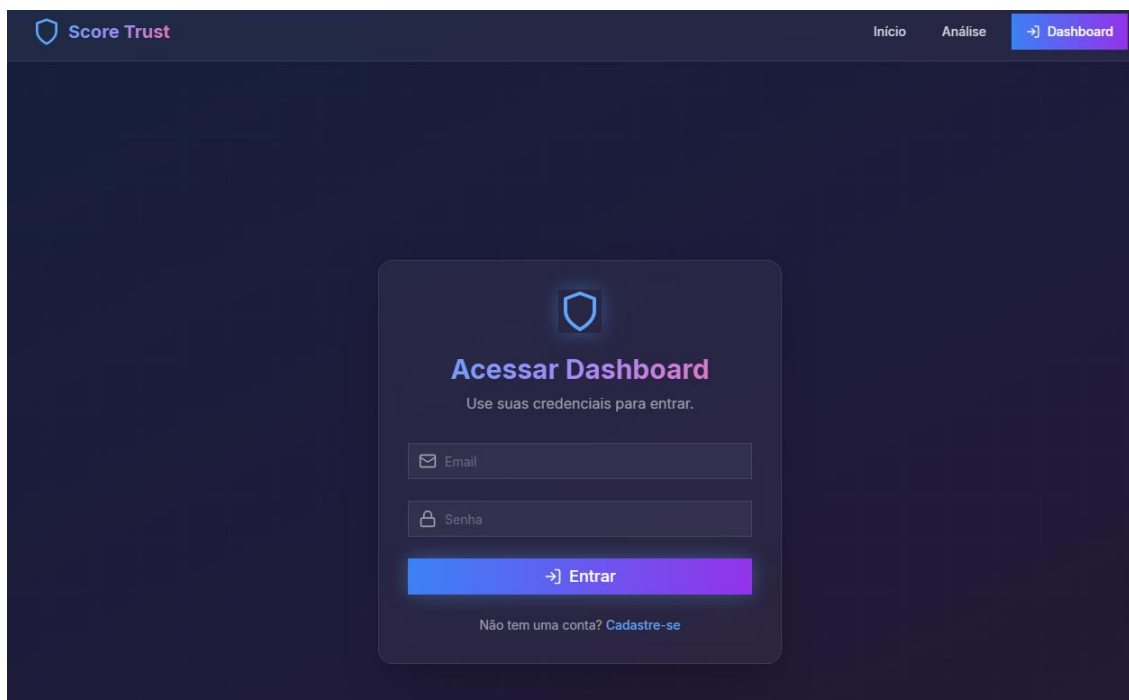 Score Trust
Início
Análise
Dashboard
Acessar Dashboard
Use suas credenciais para entrar.
Email
Senha
Entrar
Não tem uma conta? Cadastre-se